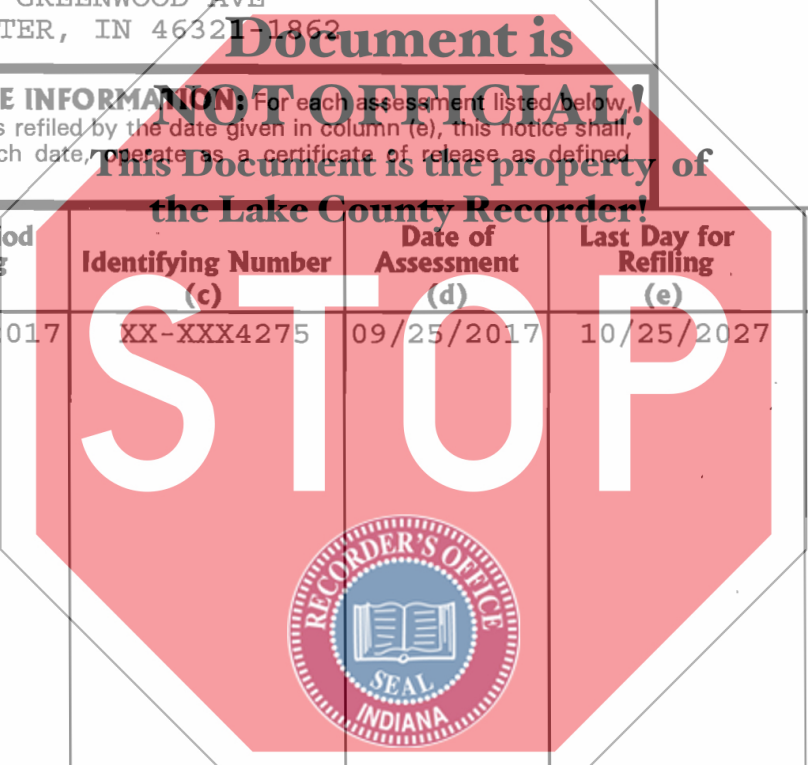 GREENWOOD AVE
TER, IN 46321-1862
Document is
NOT OFFICIAL!
E INFORMATION: For each assessment listed below,
s refiled by the date given in column (e), this notice shall,
ch date, operate as a certificate of release as defined
This Document is the property of
the Lake County Recorder!
od
g
Identifying Number
(c)
Date of
Assessment
(d)
Last Day for
Refiling
(e)
017 XX-XXX4275 09/25/2017 10/25/2027
STOP
RECORDER'S OFFICE
SEAL
INDIANA